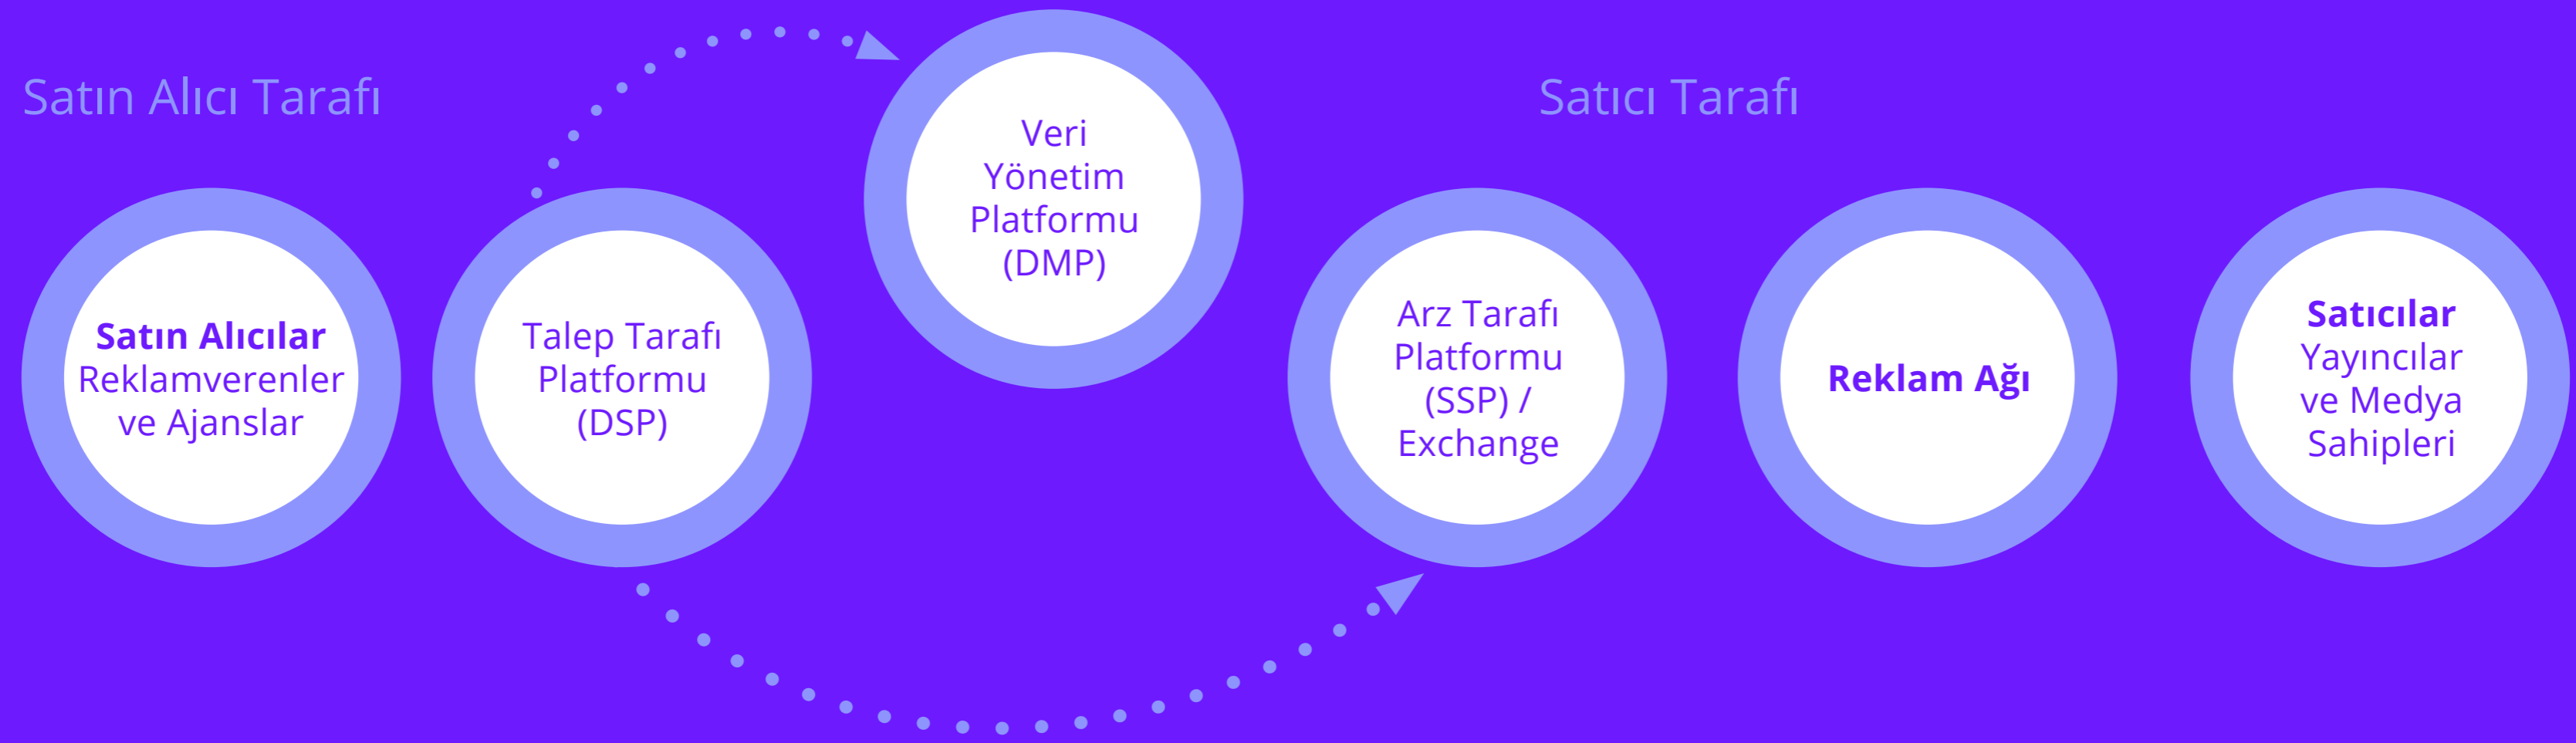 Satın Alıcı Tarafı
Satıcı Tarafı
Satın Alıcılar
Reklamverenler
ve Ajanslar
Talep Tarafı
Platformu
(DSP)
Veri
Yönetim
Platformu
(DMP)
Arz Tarafı
Platformu
(SSP) /
Exchange
Reklam Ağı
Satıcılar
Yayıncılar
ve Medya
Sahipleri